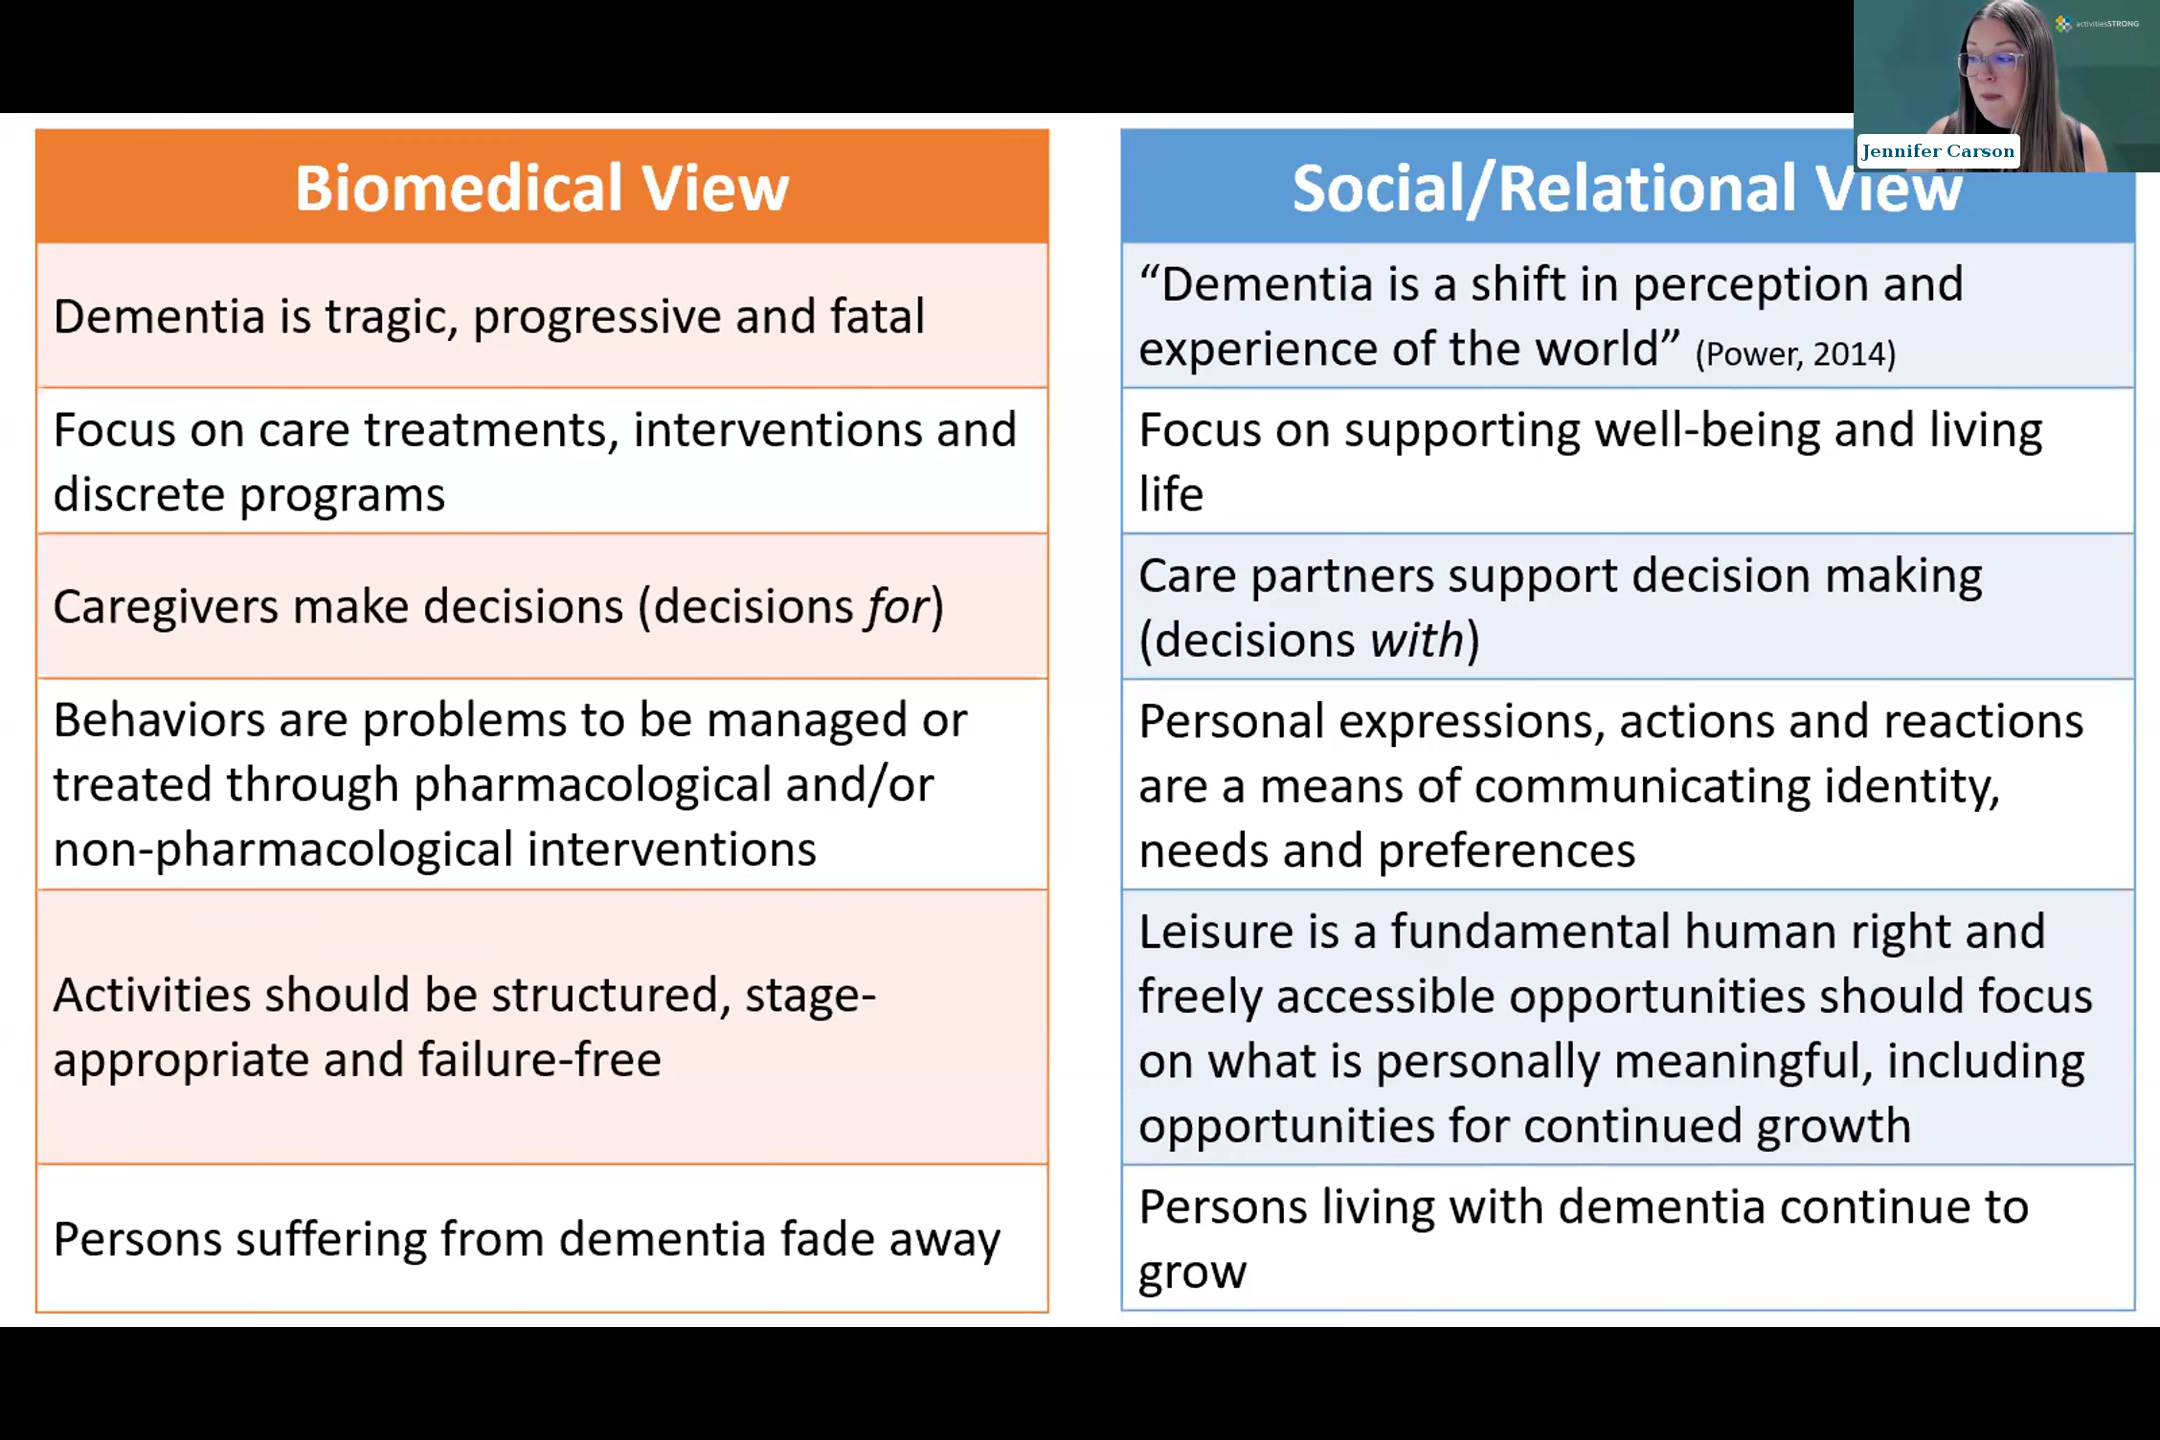 activitiesSTRONG
Jennifer Carson
Biomedical View
Dementia is tragic, progressive and fatal
Focus on care treatments, interventions and
discrete programs
Caregivers make decisions (decisions for)
Behaviors are problems to be managed or
treated through pharmacological and/or
non-pharmacological interventions
Activities should be structured, stage-
appropriate and failure-free
Persons suffering from dementia fade away
Social/Relational View
“Dementia is a shift in perception and
experience of the world” (Power, 2014)
Focus on supporting well-being and living
life
Care partners support decision making
(decisions with)
Personal expressions, actions and reactions
are a means of communicating identity,
needs and preferences
Leisure is a fundamental human right and
freely accessible opportunities should focus
on what is personally meaningful, including
opportunities for continued growth
Persons living with dementia continue to
grow